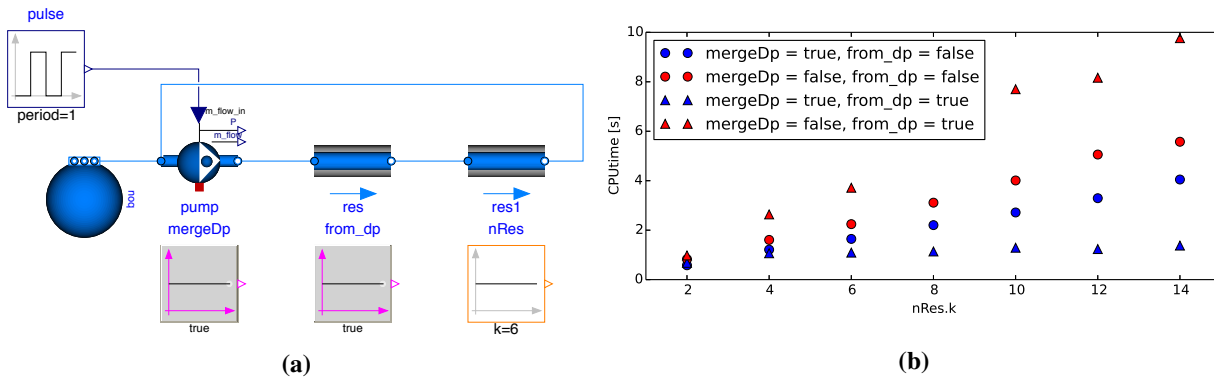 pulse
period=1
m_flow_in
P
m_flow
bou
pump
res
res1
mergeDp
from_dp
nRes
true
true
k=6
(a)
10
8
6
4
2
0
CPUtime [s]
mergeDp = true, from_dp = false
mergeDp = false, from_dp = false
mergeDp = true, from_dp = true
mergeDp = false, from_dp = true
2 4 6 8 10 12 14
nRes.k
(b)